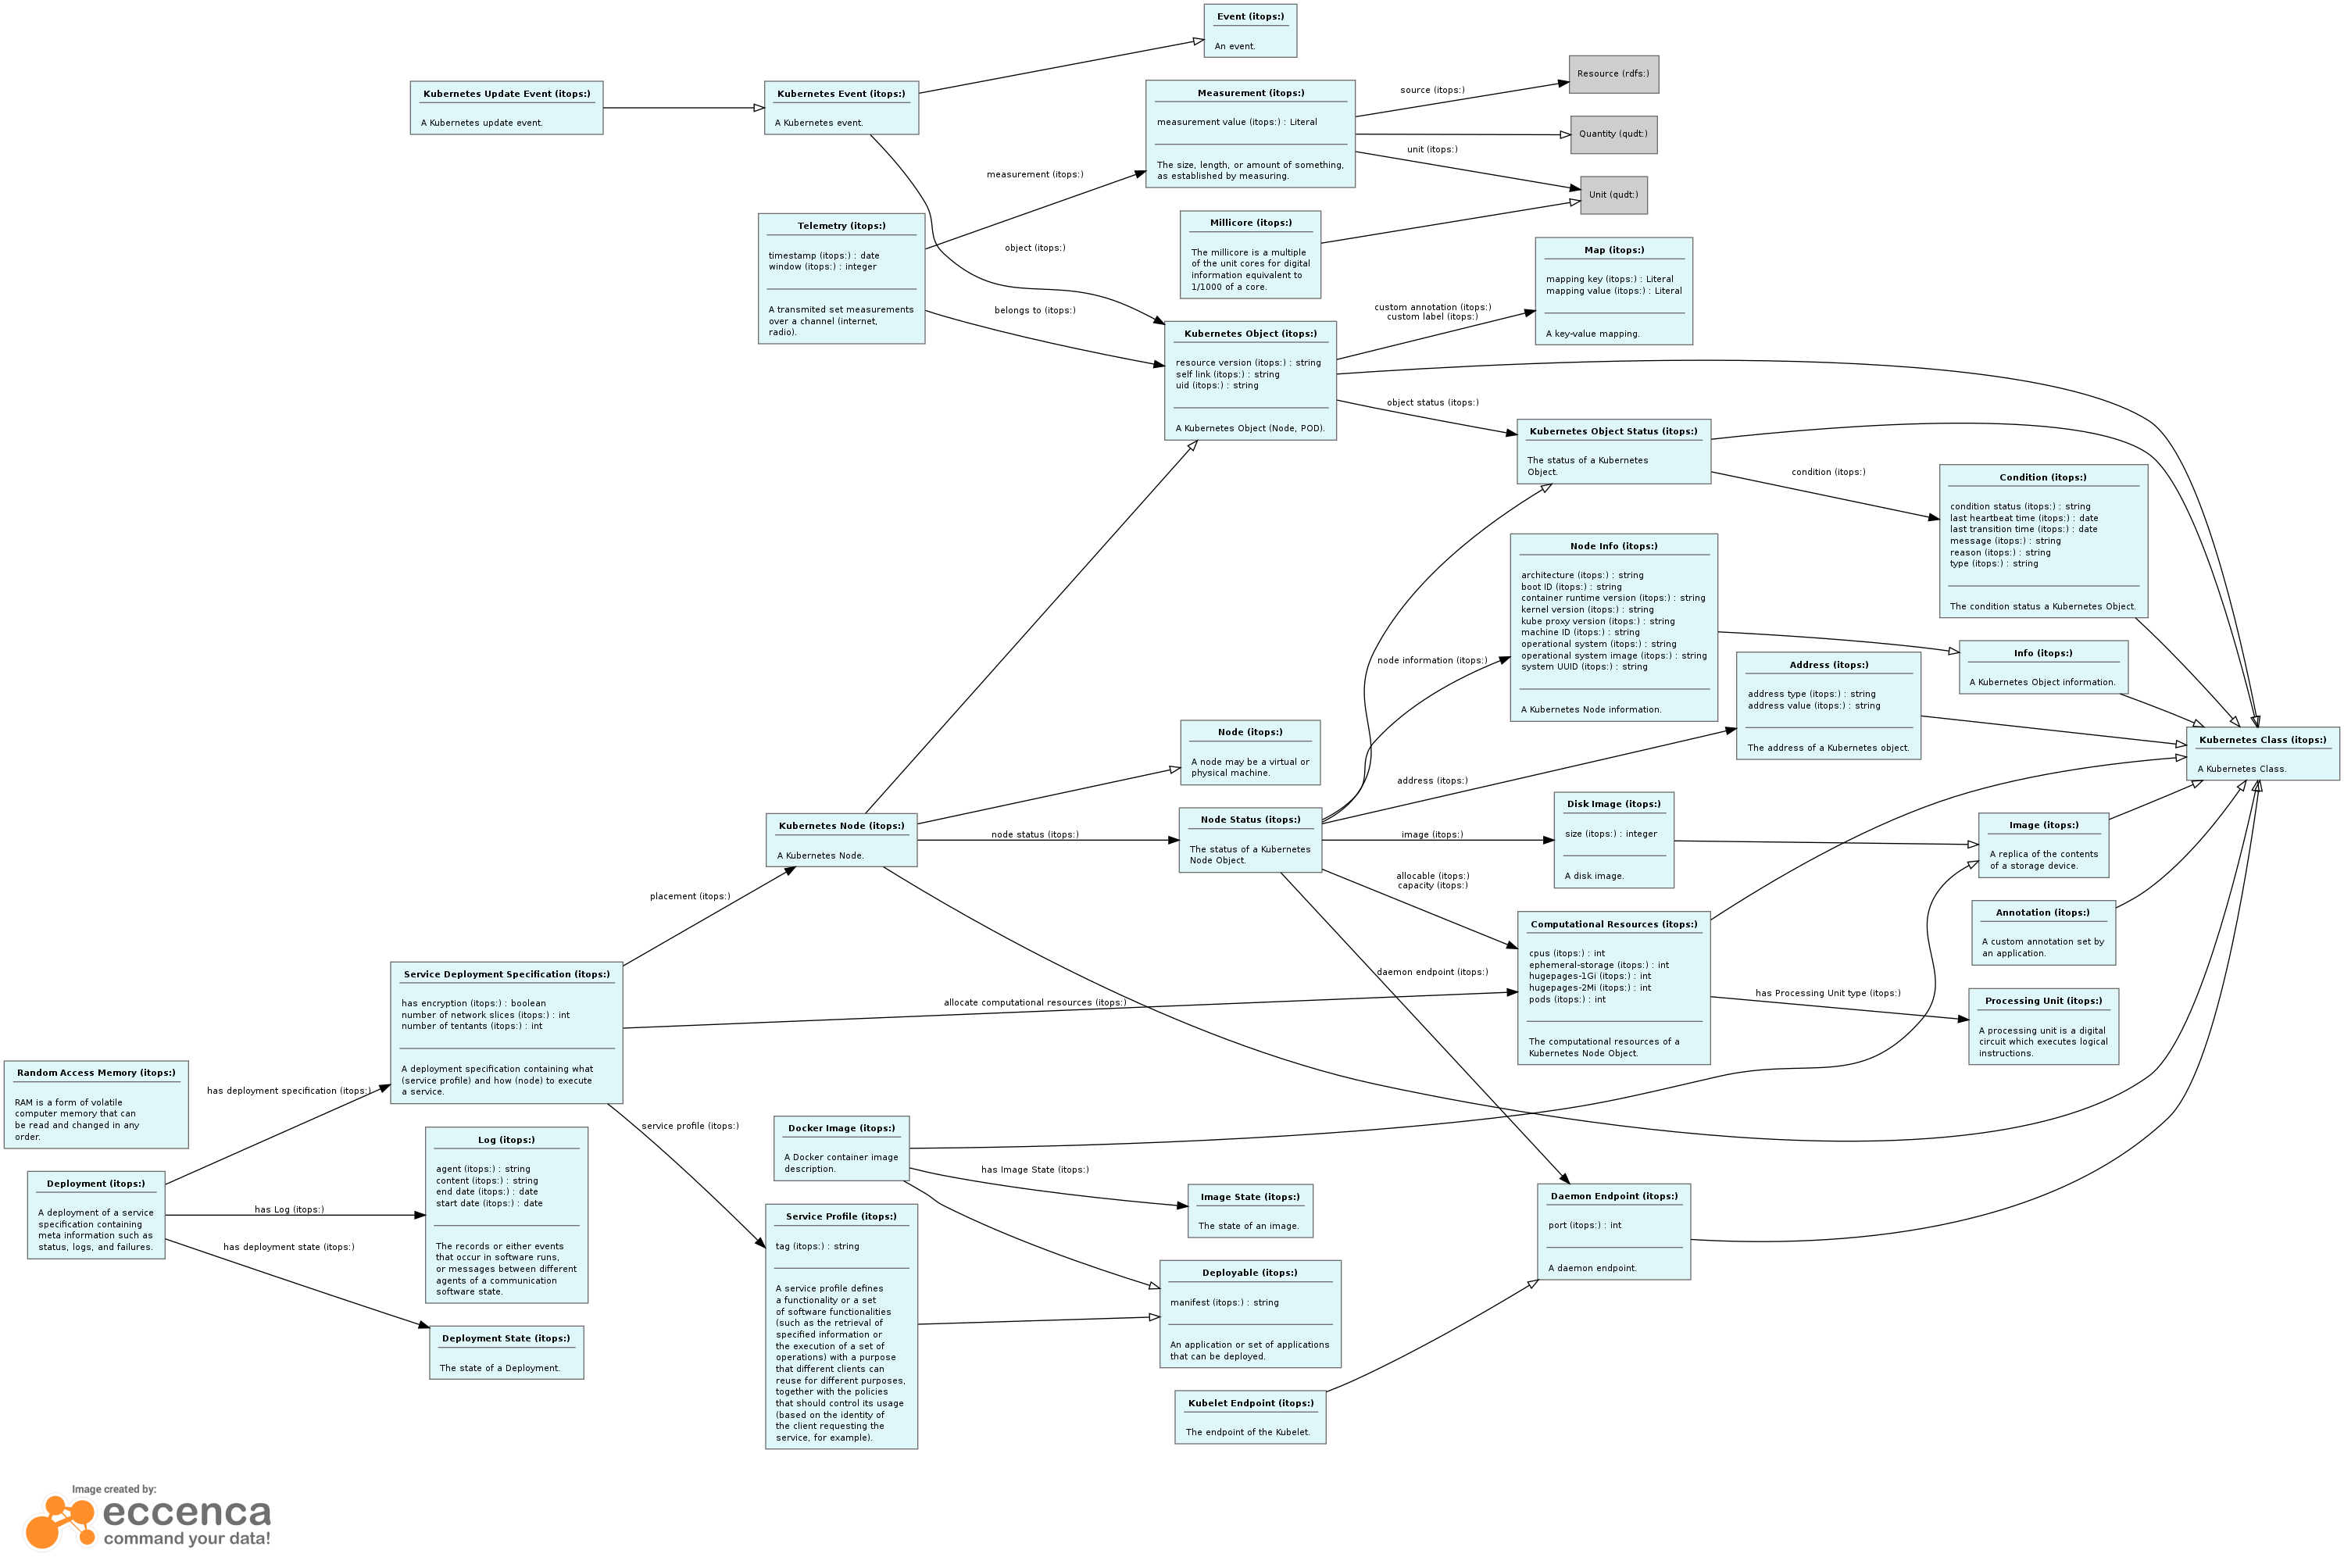 Event (itops:)
An event.
Kubernetes Update Event (itops:)
A Kubernetes update event.
Kubernetes Event (itops:)
A Kubernetes event.
Measurement (itops:)
measurement value (itops:) : Literal
The size, length, or amount of something,
as established by measuring.
source (itops:)
Resource (rdfs:)
Quantity (qudt:)
unit (itops:)
Unit (qudt:)
measurement (itops:)
Telemetry (itops:)
timestamp (itops:) : date
window (itops:) : integer
A transmited set measurements
over a channel (internet,
radio).
object (itops:)
belongs to (itops:)
Millicore (itops:)
The millicore is a multiple
of the unit cores for digital
information equivalent to
1/1000 of a core.
Map (itops:)
mapping key (itops:) : Literal
mapping value (itops:) : Literal
A key-value mapping.
custom annotation (itops:)
custom label (itops:)
Kubernetes Object (itops:)
resource version (itops:) : string
self link (itops:) : string
uid (itops:) : string
A Kubernetes Object (Node, POD).
object status (itops:)
Kubernetes Object Status (itops:)
The status of a Kubernetes
Object.
condition (itops:)
Condition (itops:)
condition status (itops:) : string
last heartbeat time (itops:) : date
last transition time (itops:) : date
message (itops:) : string
reason (itops:) : string
type (itops:) : string
The condition status a Kubernetes Object.
Node Info (itops:)
architecture (itops:) : string
boot ID (itops:) : string
container runtime version (itops:) : string
kernel version (itops:) : string
kube proxy version (itops:) : string
machine ID (itops:) : string
operational system (itops:) : string
operational system image (itops:) : string
system UUID (itops:) : string
A Kubernetes Node information.
node information (itops:)
Info (itops:)
A Kubernetes Object information.
Address (itops:)
address type (itops:) : string
address value (itops:) : string
The address of a Kubernetes object.
Kubernetes Class (itops:)
A Kubernetes Class.
Node (itops:)
A node may be a virtual or
physical machine.
address (itops:)
Kubernetes Node (itops:)
A Kubernetes Node.
node status (itops:)
Node Status (itops:)
The status of a Kubernetes
Node Object.
image (itops:)
Disk Image (itops:)
size (itops:) : integer
A disk image.
Image (itops:)
A replica of the contents
of a storage device.
allocable (itops:)
capacity (itops:)
placement (itops:)
Computational Resources (itops:)
cpus (itops:) : int
ephemeral-storage (itops:) : int
hugepages-1Gi (itops:) : int
hugepages-2Mi (itops:) : int
pods (itops:) : int
The computational resources of a
Kubernetes Node Object.
Annotation (itops:)
A custom annotation set by
an application.
daemon endpoint (itops:)
has Processing Unit type (itops:)
Processing Unit (itops:)
A processing unit is a digital
circuit which executes logical
instructions.
Service Deployment Specification (itops:)
has encryption (itops:) : boolean
number of network slices (itops:) : int
number of tentants (itops:) : int
A deployment specification containing what
(service profile) and how (node) to execute
a service.
allocate computational resources (itops:)
Random Access Memory (itops:)
RAM is a form of volatile
computer memory that can
be read and changed in any
order.
has deployment specification (itops:)
service profile (itops:)
Log (itops:)
agent (itops:) : string
content (itops:) : string
end date (itops:) : date
start date (itops:) : date
The records or either events
that occur in software runs,
or messages between different
agents of a communication
software state.
Docker Image (itops:)
A Docker container image
description.
has Image State (itops:)
Image State (itops:)
The state of an image.
Deployment (itops:)
A deployment of a service
specification containing
meta information such as
status, logs, and failures.
has Log (itops:)
has deployment state (itops:)
Deployment State (itops:)
The state of a Deployment.
Service Profile (itops:)
tag (itops:) : string
A service profile defines
a functionality or a set
of software functionalities
(such as the retrieval of
specified information or
the execution of a set of
operations) with a purpose
that different clients can
reuse for different purposes,
together with the policies
that should control its usage
(based on the identity of
the client requesting the
service, for example).
Daemon Endpoint (itops:)
port (itops:) : int
A daemon endpoint.
Deployable (itops:)
manifest (itops:) : string
An application or set of applications
that can be deployed.
Kubelet Endpoint (itops:)
The endpoint of the Kubelet.
Image created by:
eccenca
command your data!